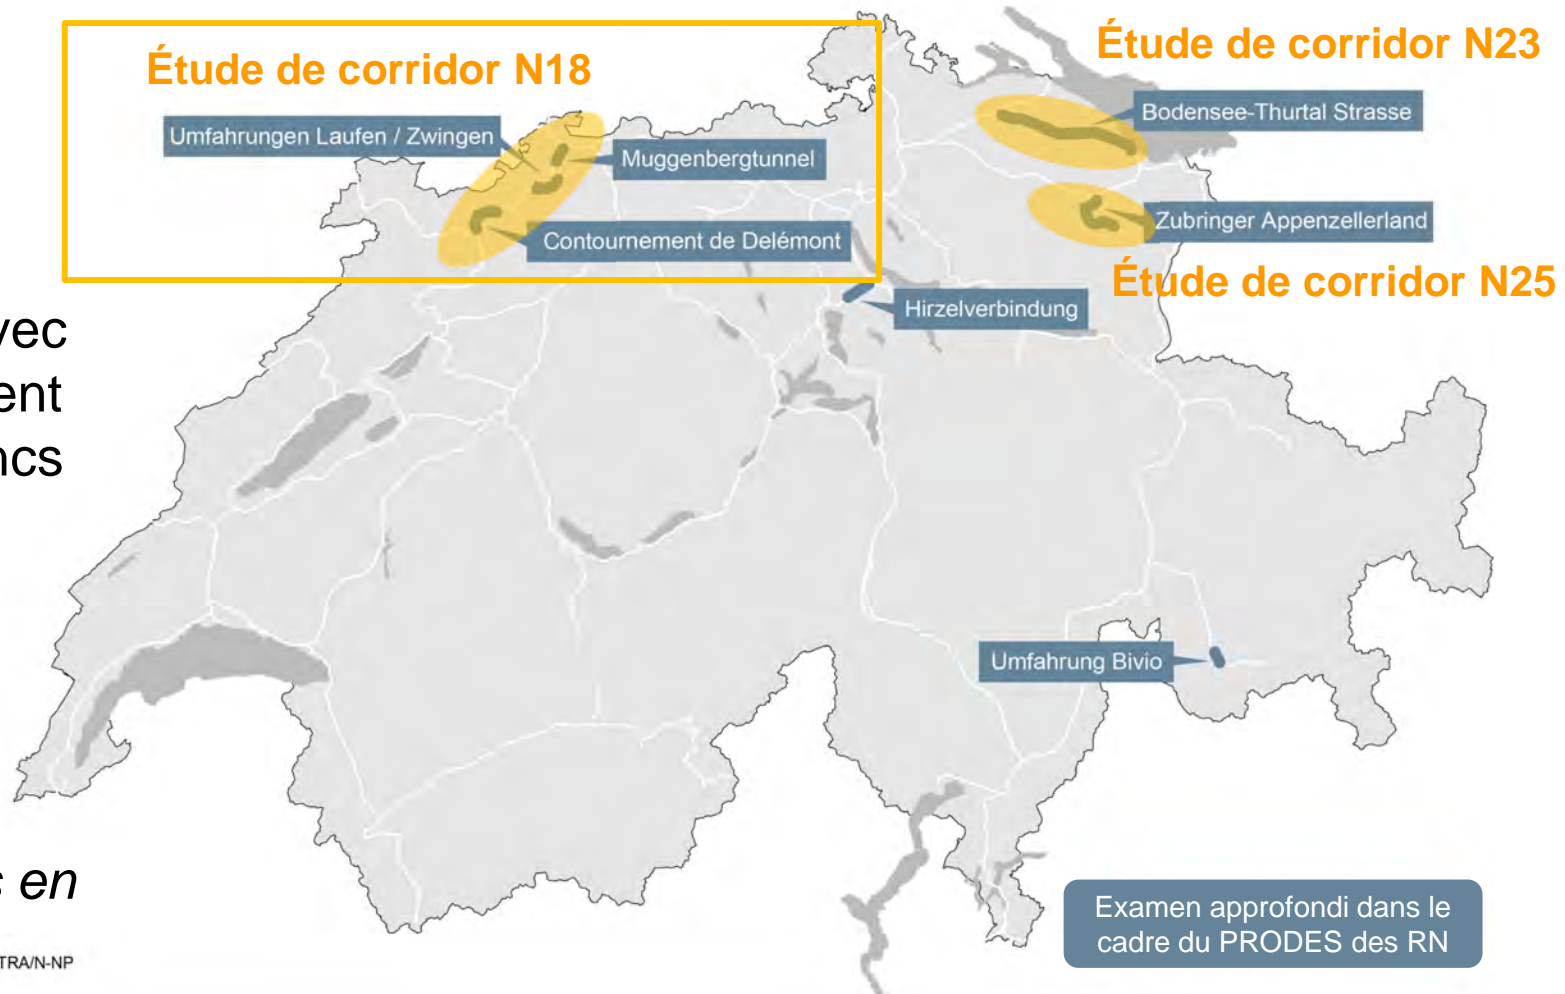 Étude de corridor N18
Étude de corridor N23
Bodensee-Thurtal Strasse
Umfahrungen Laufen / Zwingen
Muggenbergtunnel
Zubringer Appenzellerland
Contournement de Delémont
Étude de corridor N25
Hirzelverbindung
vec
ent
ncs
Umfahrung Bivio
s en
Examen approfondi dans le
cadre du PRODES des RN
TRA/N-NP